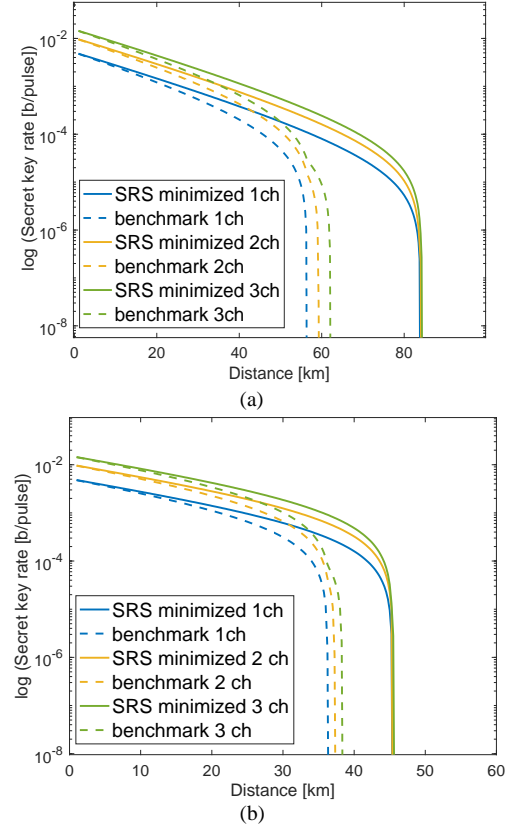 10^-2
10^-4
10^-6
10^-8
log (Secret key rate [b/pulse])
SRS minimized 1ch
benchmark 1ch
SRS minimized 2ch
benchmark 2ch
SRS minimized 3ch
benchmark 3ch
0 20 40 60 80
Distance [km]
(a)
10^-2
10^-4
10^-6
10^-8
log (Secret key rate [b/pulse])
SRS minimized 1ch
benchmark 1ch
SRS minimized 2 ch
benchmark 2 ch
SRS minimized 3 ch
benchmark 3 ch
0 10 20 30 40 50 60
Distance [km]
(b)